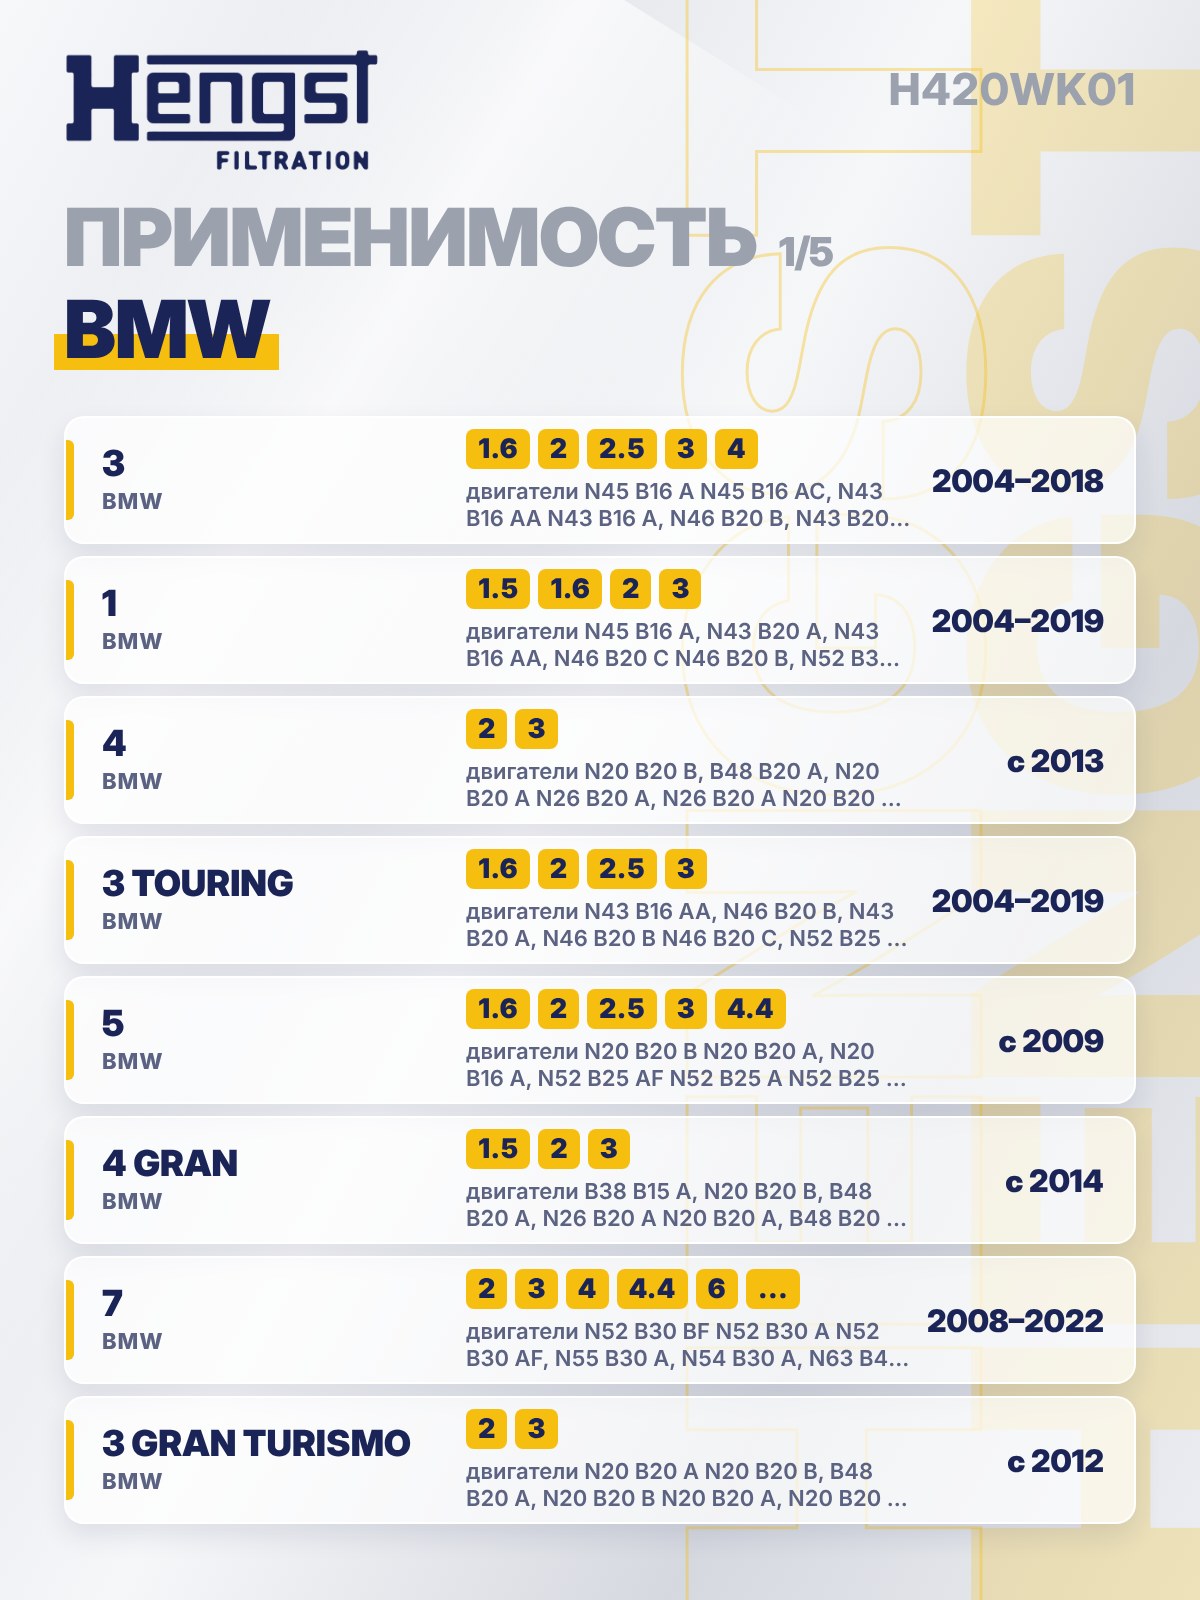 Hengst
FILTRATION
H420WK01
ПРИМЕНИМОСТЬ 1/5
BMW
3
BMW
1.6 2 2.5 3 4
двигатели N45 B16 A N45 B16 AC, N43
B16 AA N43 B16 A, N46 B20 B, N43 B20...
2004–2018
1
BMW
1.5 1.6 2 3
двигатели N45 B16 A, N43 B20 A, N43
B16 AA, N46 B20 C N46 B20 B, N52 B3...
2004–2019
4
BMW
2 3
двигатели N20 B20 B, B48 B20 A, N20
B20 A N26 B20 A, N26 B20 A N20 B20 ...
с 2013
3 TOURING
BMW
1.6 2 2.5 3
двигатели N43 B16 AA, N46 B20 B, N43
B20 A, N46 B20 B N46 B20 C, N52 B25 ...
2004–2019
5
BMW
1.6 2 2.5 3 4.4
двигатели N20 B20 B N20 B20 A, N20
B16 A, N52 B25 AF N52 B25 A N52 B25 ...
с 2009
4 GRAN
BMW
1.5 2 3
двигатели B38 B15 A, N20 B20 B, B48
B20 A, N26 B20 A N20 B20 A, B48 B20 ...
с 2014
7
BMW
2 3 4 4.4 6 ...
двигатели N52 B30 BF N52 B30 A N52
B30 AF, N55 B30 A, N54 B30 A, N63 B4...
2008–2022
3 GRAN TURISMO
BMW
2 3
двигатели N20 B20 A N20 B20 B, B48
B20 A, N20 B20 B N20 B20 A, N20 B20 ...
с 2012
HENGST
HENGST